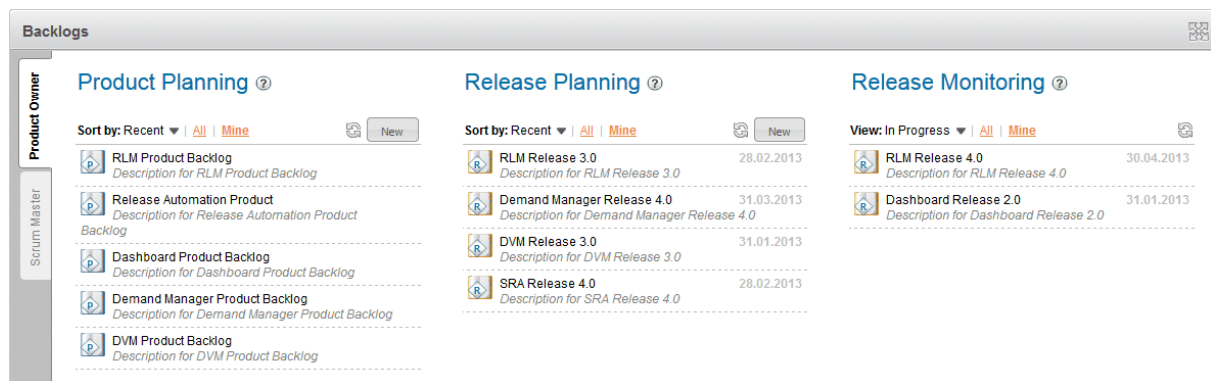 Backlogs
Product Owner
Scrum Master
Product Planning ?
Sort by: Recent ▼ | All | Mine
New
P
RLM Product Backlog
Description for RLM Product Backlog
P
Release Automation Product
Description for Release Automation Product
Backlog
P
Dashboard Product Backlog
Description for Dashboard Product Backlog
P
Demand Manager Product Backlog
Description for Demand Manager Product Backlog
P
DVM Product Backlog
Description for DVM Product Backlog
Release Planning ?
Sort by: Recent ▼ | All | Mine
New
R
RLM Release 3.0 28.02.2013
Description for RLM Release 3.0
R
Demand Manager Release 4.0 31.03.2013
Description for Demand Manager Release 4.0
R
DVM Release 3.0 31.01.2013
Description for DVM Release 3.0
R
SRA Release 4.0 28.02.2013
Description for SRA Release 4.0
Release Monitoring ?
View: In Progress ▼ | All | Mine
R
RLM Release 4.0 30.04.2013
Description for RLM Release 4.0
R
Dashboard Release 2.0 31.01.2013
Description for Dashboard Release 2.0